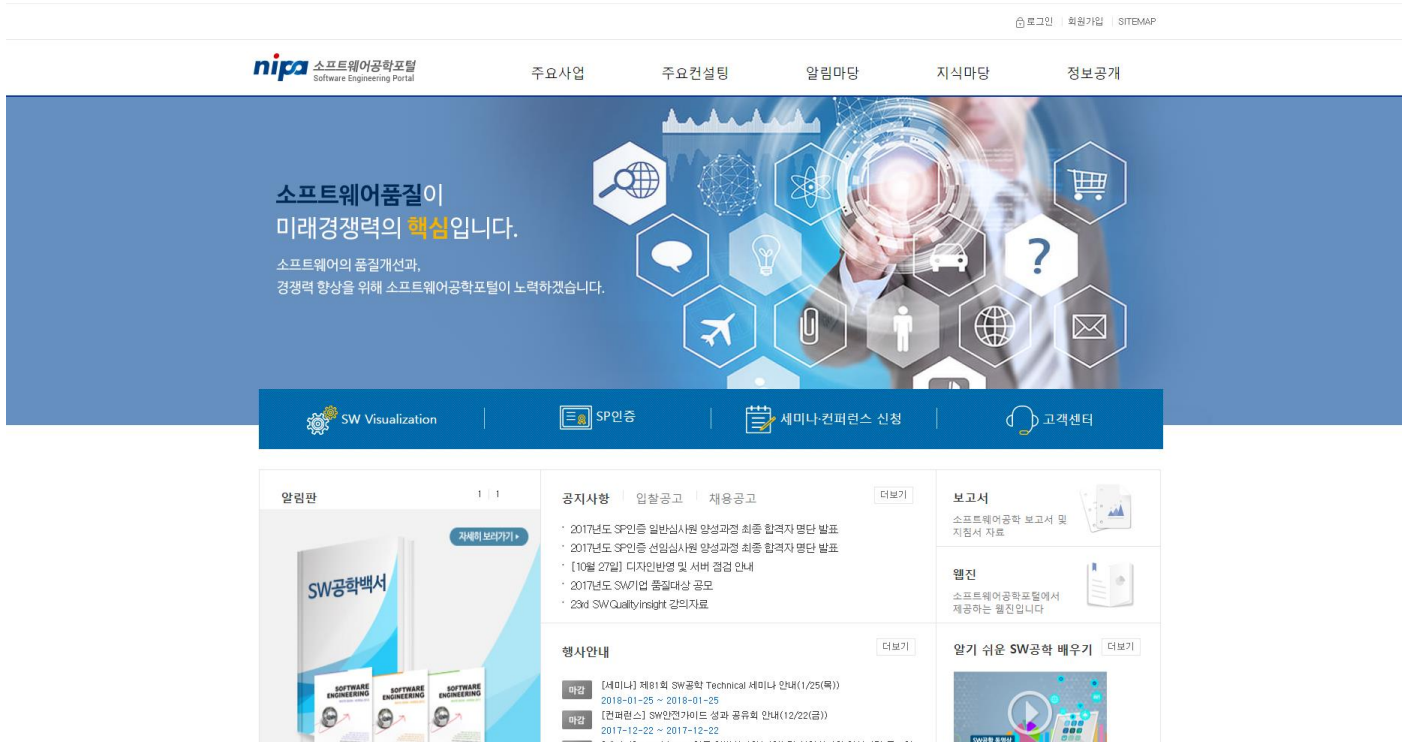 로그인 회원가입 SITEMAP
nipa 소프트웨어공학포털
Software Engineering Portal
주요사업 주요컨설팅 알림마당 지식마당 정보공개
소프트웨어품질이
미래경쟁력의 핵심입니다.
소프트웨어의 품질개선과,
경쟁력 향상을 위해 소프트웨어공학포털이 노력하겠습니다.
SW Visualization SP인증 세미나·컨퍼런스 신청 고객센터
알림판 1 1
자세히 보러가기
SW공학백서
SOFTWARE ENGINEERING
SOFTWARE ENGINEERING
SOFTWARE ENGINEERING
공지사항 입찰공고 채용공고 더보기
2017년도 SP인증 일반심사원 양성과정 최종 합격자 명단 발표
2017년도 SP인증 선임심사원 양성과정 최종 합격자 명단 발표
[10월 27일] 디자인반영 및 서버 점검 안내
2017년도 SW기업 품질대상 공모
23rd SW Quality insight 강의자료
행사안내 더보기
마감 [세미나] 제81회 SW공학 Technical 세미나 안내(1/25(목))
2018-01-25 ~ 2018-01-25
마감 [컨퍼런스] SW안전가이드 성과 공유회 안내(12/22(금))
2017-12-22 ~ 2017-12-22
보고서
소프트웨어공학 보고서 및
지침서 자료
웹진
소프트웨어공학포털에서
제공하는 웹진입니다
알기 쉬운 SW공학 배우기 더보기
SW공학 동영상